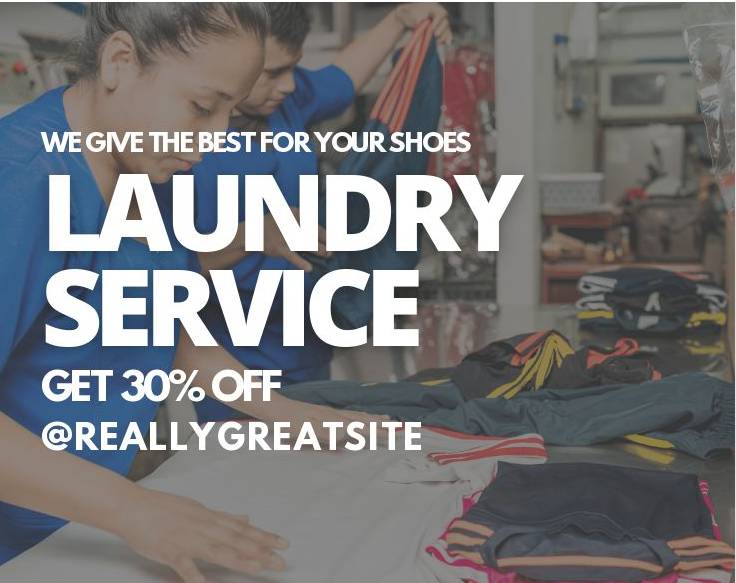 WE GIVE THE BEST FOR YOUR SHOES
LAUNDRY
SERVICE
GET 30% OFF
@REALLYGREATSITE